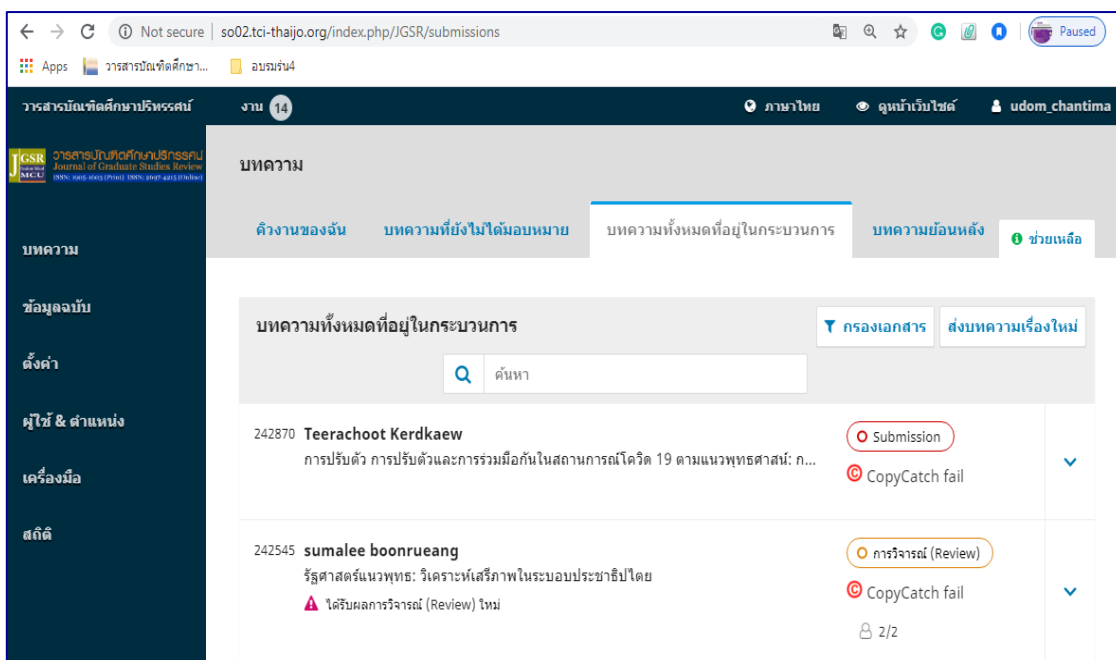 Not secure | so02.tci-thaijo.org/index.php/JGSR/submissions
Paused
Apps วารสารบัณฑิตศึกษา... อบรมรุ่น4
วารสารบัณฑิตศึกษาปริทรรศน์ งาน 14 ภาษาไทย ดูหน้าเว็บไซต์ udom_chantima
JGSR วารสารบัณฑิตศึกษาปริทรรศน์
MCU Journal of Graduate Studies Review
บทความ
คิวงานของฉัน บทความที่ยังไม่ได้มอบหมาย บทความทั้งหมดที่อยู่ในกระบวนการ บทความย้อนหลัง ช่วยเหลือ
บทความ
ข้อมูลฉบับ
ตั้งค่า
ผู้ใช้ & ตำแหน่ง
เครื่องมือ
สถิติ
บทความทั้งหมดที่อยู่ในกระบวนการ กรองเอกสาร ส่งบทความเรื่องใหม่
ค้นหา
242870 Teerachoot Kerdkaew Submission
การปรับตัว การปรับตัวและการร่วมมือกันในสถานการณ์โควิด 19 ตามแนวพุทธศาสน์: ก...
CopyCatch fail
242545 sumalee boonrueang การวิจารณ์ (Review)
รัฐศาสตร์แนวพุทธ: วิเคราะห์เสรีภาพในระบอบประชาธิปไตย
CopyCatch fail
ได้รับผลการวิจารณ์ (Review) ใหม่
2/2